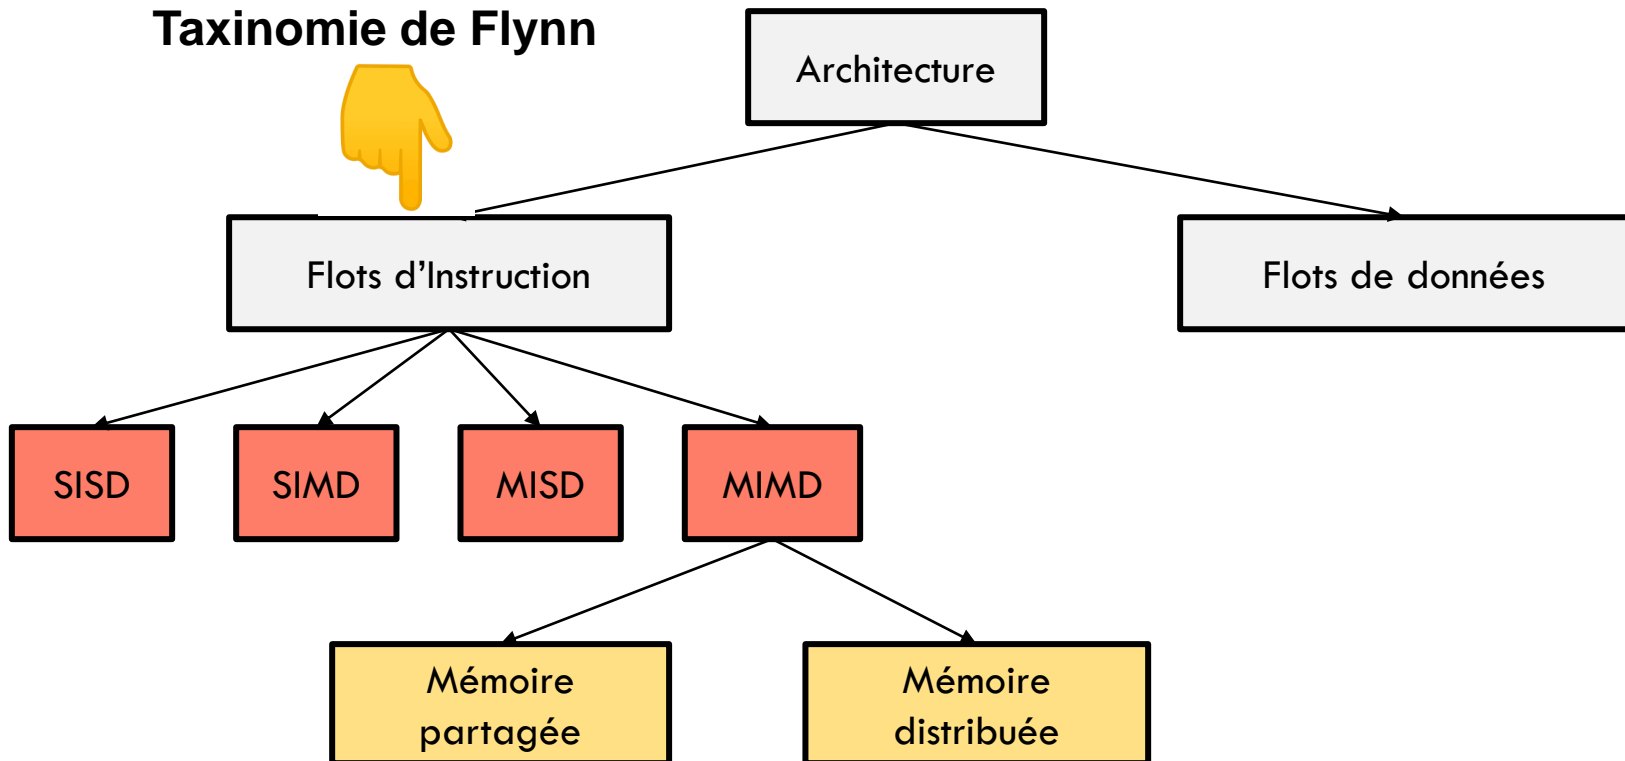 Taxinomie de Flynn
Architecture
Flots d’Instruction
Flots de données
SISD
SIMD
MISD
MIMD
Mémoire
partagée
Mémoire
distribuée